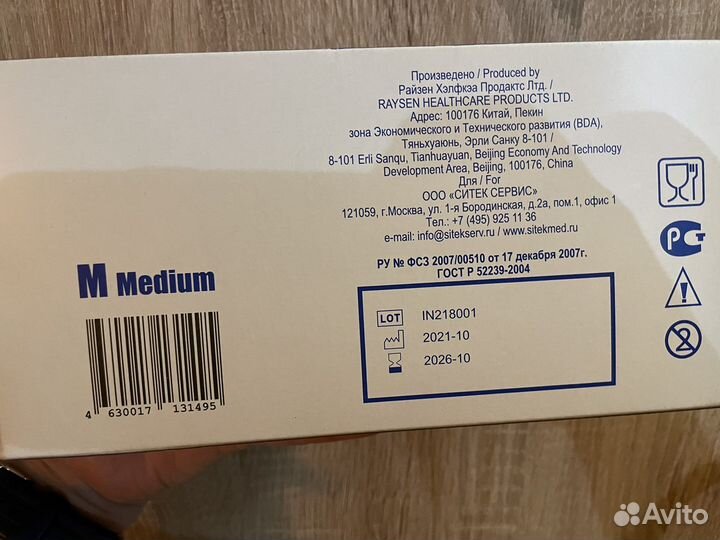 Произведено / Produced by
Райзен Хэлфкэа Продактс Лтд. /
RAYSEN HEALTHCARE PRODUCTS LTD.
Адрес: 100176 Китай, Пекин
зона Экономического и Технического развития (BDA),
Тяньхуаюнь, Эрли Санку 8-101 /
8-101 Erli Sanqu, Tianhuayuan, Beijing Economy And Technology
Development Area, Beijing, 100176, China
Для / For
ООО «СИТЕК СЕРВИС»
121059, г.Москва, ул. 1-я Бородинская, д.2а, пом.1, офис 1
Тел.: +7 (495) 925 11 36
e-mail: info@sitekserv.ru / www.sitekmed.ru
РУ № ФСЗ 2007/00510 от 17 декабря 2007г.
ГОСТ Р 52239-2004
M Medium
LOT IN218001
2021-10
2026-10
4 630017 131495
РСТ
2
Avito